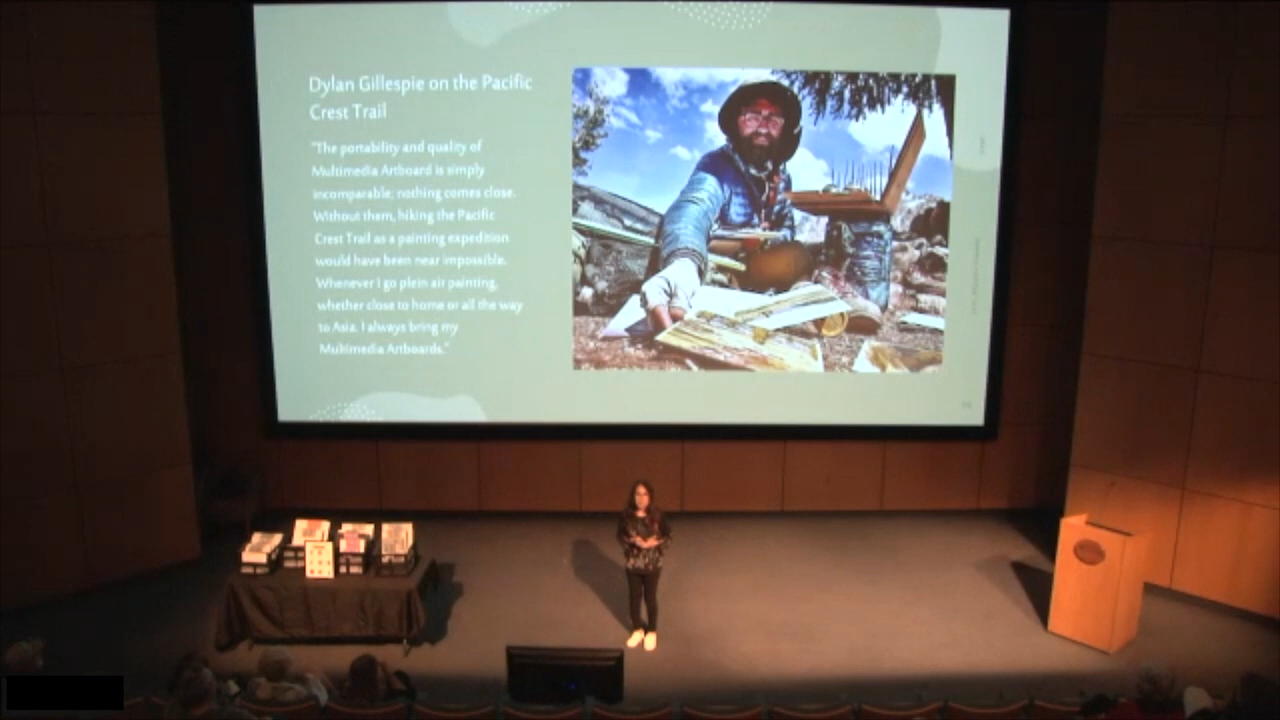 Dylan Gillespie on the Pacific
Crest Trail
"The portability and quality of
Multimedia Artboard is simply
incomparable; nothing comes close.
Without them, hiking the Pacific
Crest Trail as a painting expedition
would have been near impossible.
Whenever I go plein air painting,
whether close to home or all the way
to Asia, I always bring my
Multimedia Artboards."